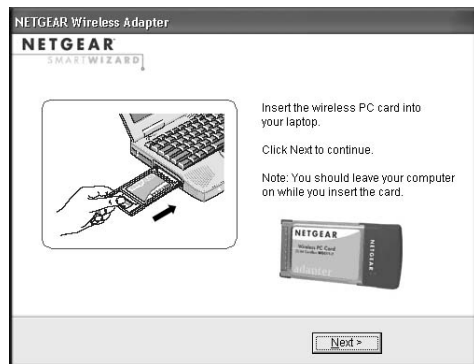 NETGEAR Wireless Adapter
NETGEAR
SMARTWIZARD
Insert the wireless PC card into
your laptop.
Click Next to continue.
Note: You should leave your computer
on while you insert the card.
NETGEAR
Wireless PC Card
NETGEAR
adapter
Next >